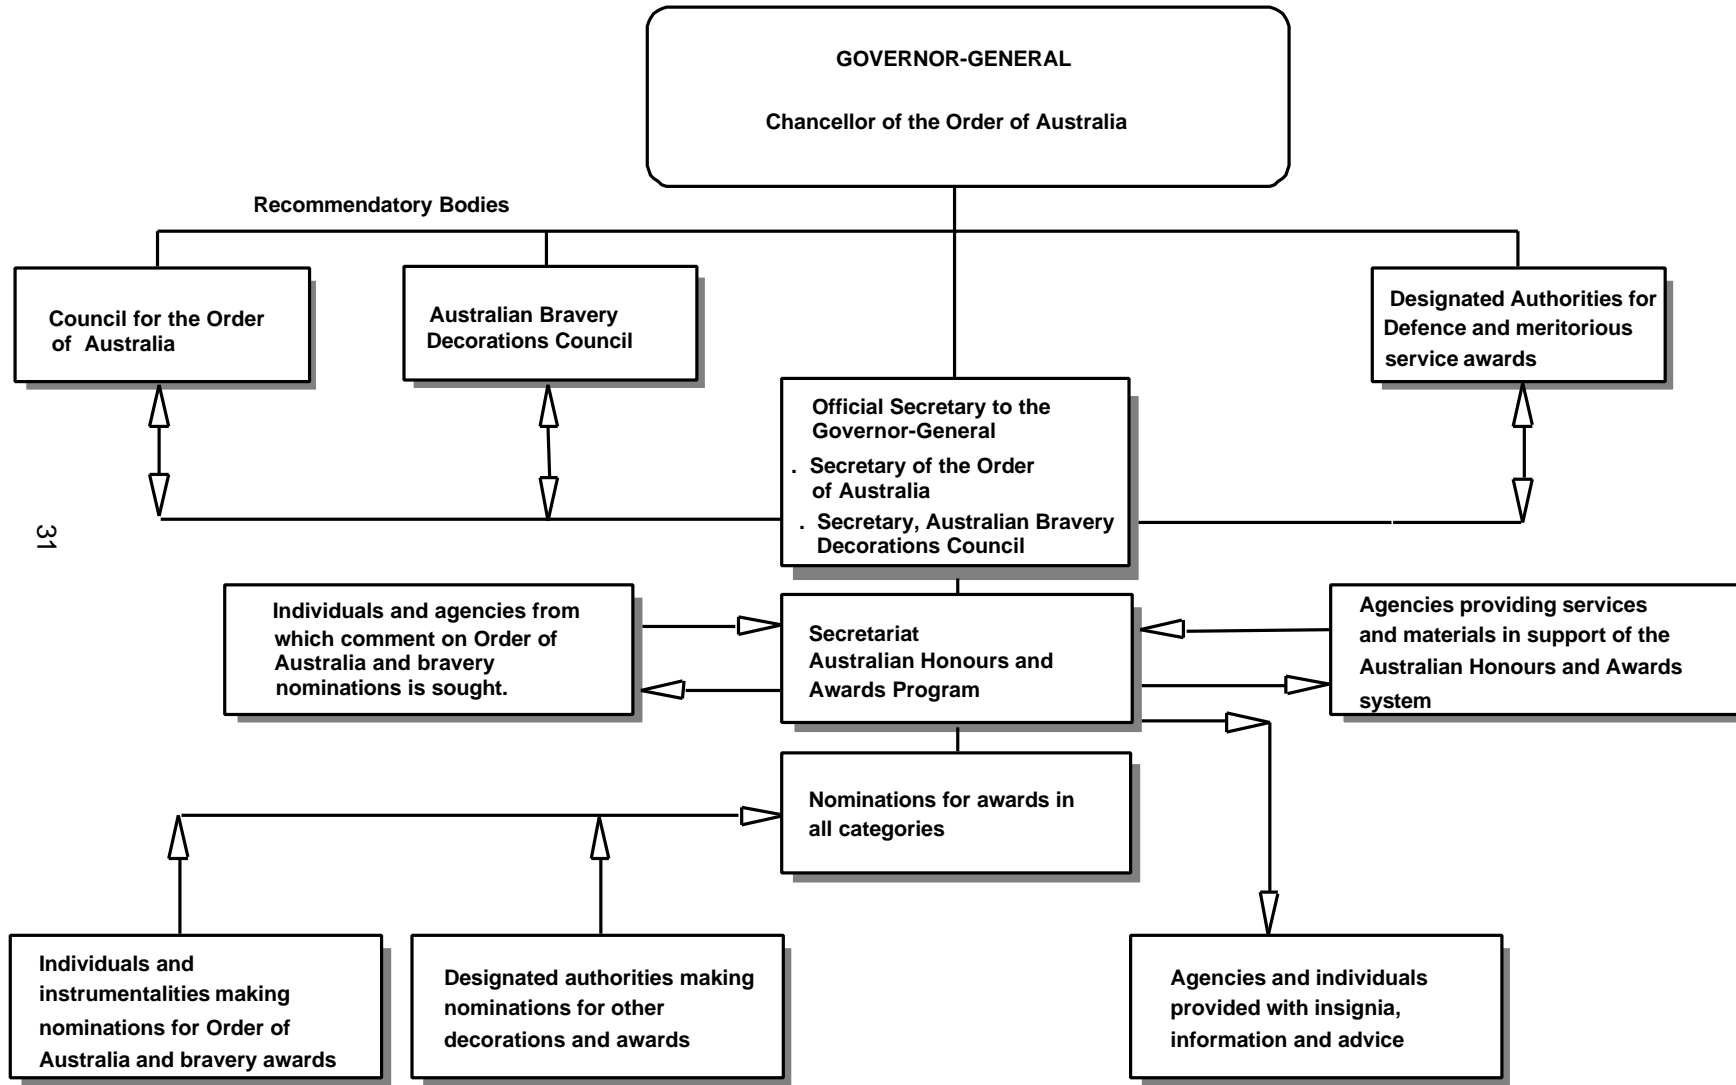 GOVERNOR-GENERAL
Chancellor of the Order of Australia
Recommendatory Bodies
Council for the Order
of Australia
Australian Bravery
Decorations Council
Designated Authorities for
Defence and meritorious
service awards
Official Secretary to the
Governor-General
. Secretary of the Order
of Australia
. Secretary, Australian Bravery
Decorations Council
31
Individuals and agencies from
which comment on Order of
Australia and bravery
nominations is sought.
Secretariat
Australian Honours and
Awards Program
Agencies providing services
and materials in support of the
Australian Honours and Awards
system
Nominations for awards in
all categories
Individuals and
instrumentalities making
nominations for Order of
Australia and bravery awards
Designated authorities making
nominations for other
decorations and awards
Agencies and individuals
provided with insignia,
information and advice